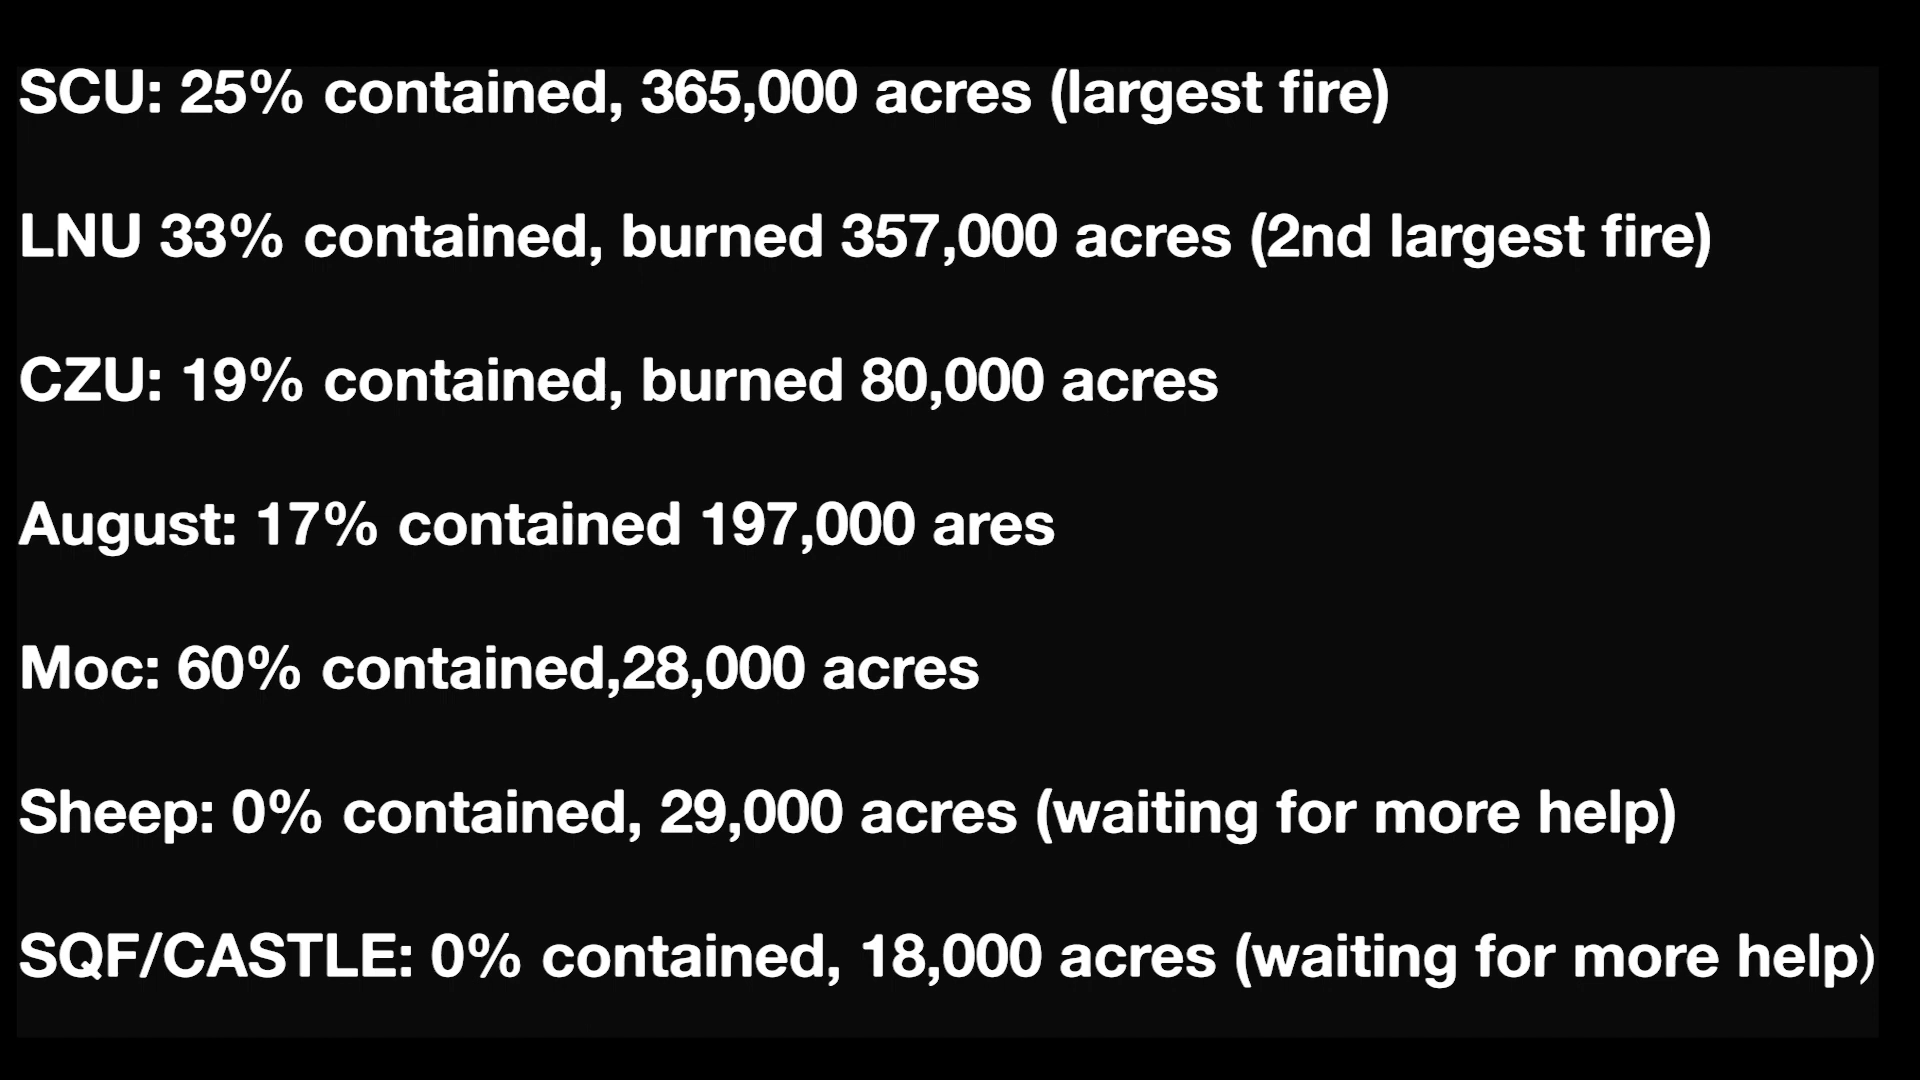 SCU: 25% contained, 365,000 acres (largest fire)
LNU 33% contained, burned 357,000 acres (2nd largest fire)
CZU: 19% contained, burned 80,000 acres
August: 17% contained 197,000 ares
Moc: 60% contained,28,000 acres
Sheep: 0% contained, 29,000 acres (waiting for more help)
SQF/CASTLE: 0% contained, 18,000 acres (waiting for more help)